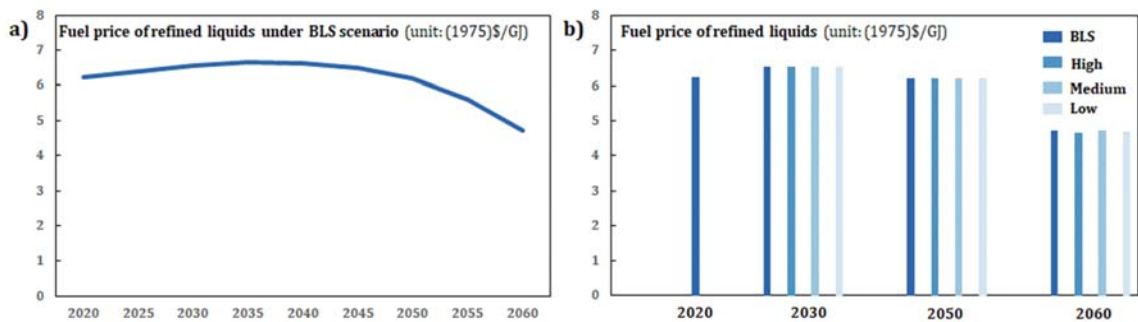 a)
Fuel price of refined liquids under BLS scenario (unit: (1975)$/GJ)
8
7
6
5
4
3
2
1
0
2020 2025 2030 2035 2040 2045 2050 2055 2060
b)
Fuel price of refined liquids (unit: (1975)$/GJ)
8
7
6
5
4
3
2
1
0
BLS
High
Medium
Low
2020 2030 2050 2060